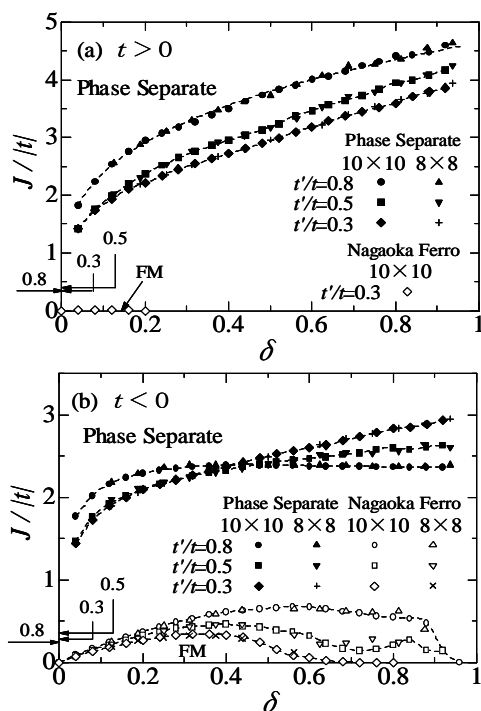 (a) t > 0
Phase Separate
J / |t|
5
4
3
2
1
0
Phase Separate
10×10 8×8
t'/t=0.8
t'/t=0.5
t'/t=0.3
Nagaoka Ferro
10×10
t'/t=0.3
0.5
0.3
0.8
FM
0 0.2 0.4 0.6 0.8 1
δ
(b) t < 0
Phase Separate
J / |t|
3
2
1
0
Phase Separate Nagaoka Ferro
10×10 8×8 10×10 8×8
t'/t=0.8
t'/t=0.5
t'/t=0.3
0.5
0.3
0.8
FM
0 0.2 0.4 0.6 0.8 1
δ